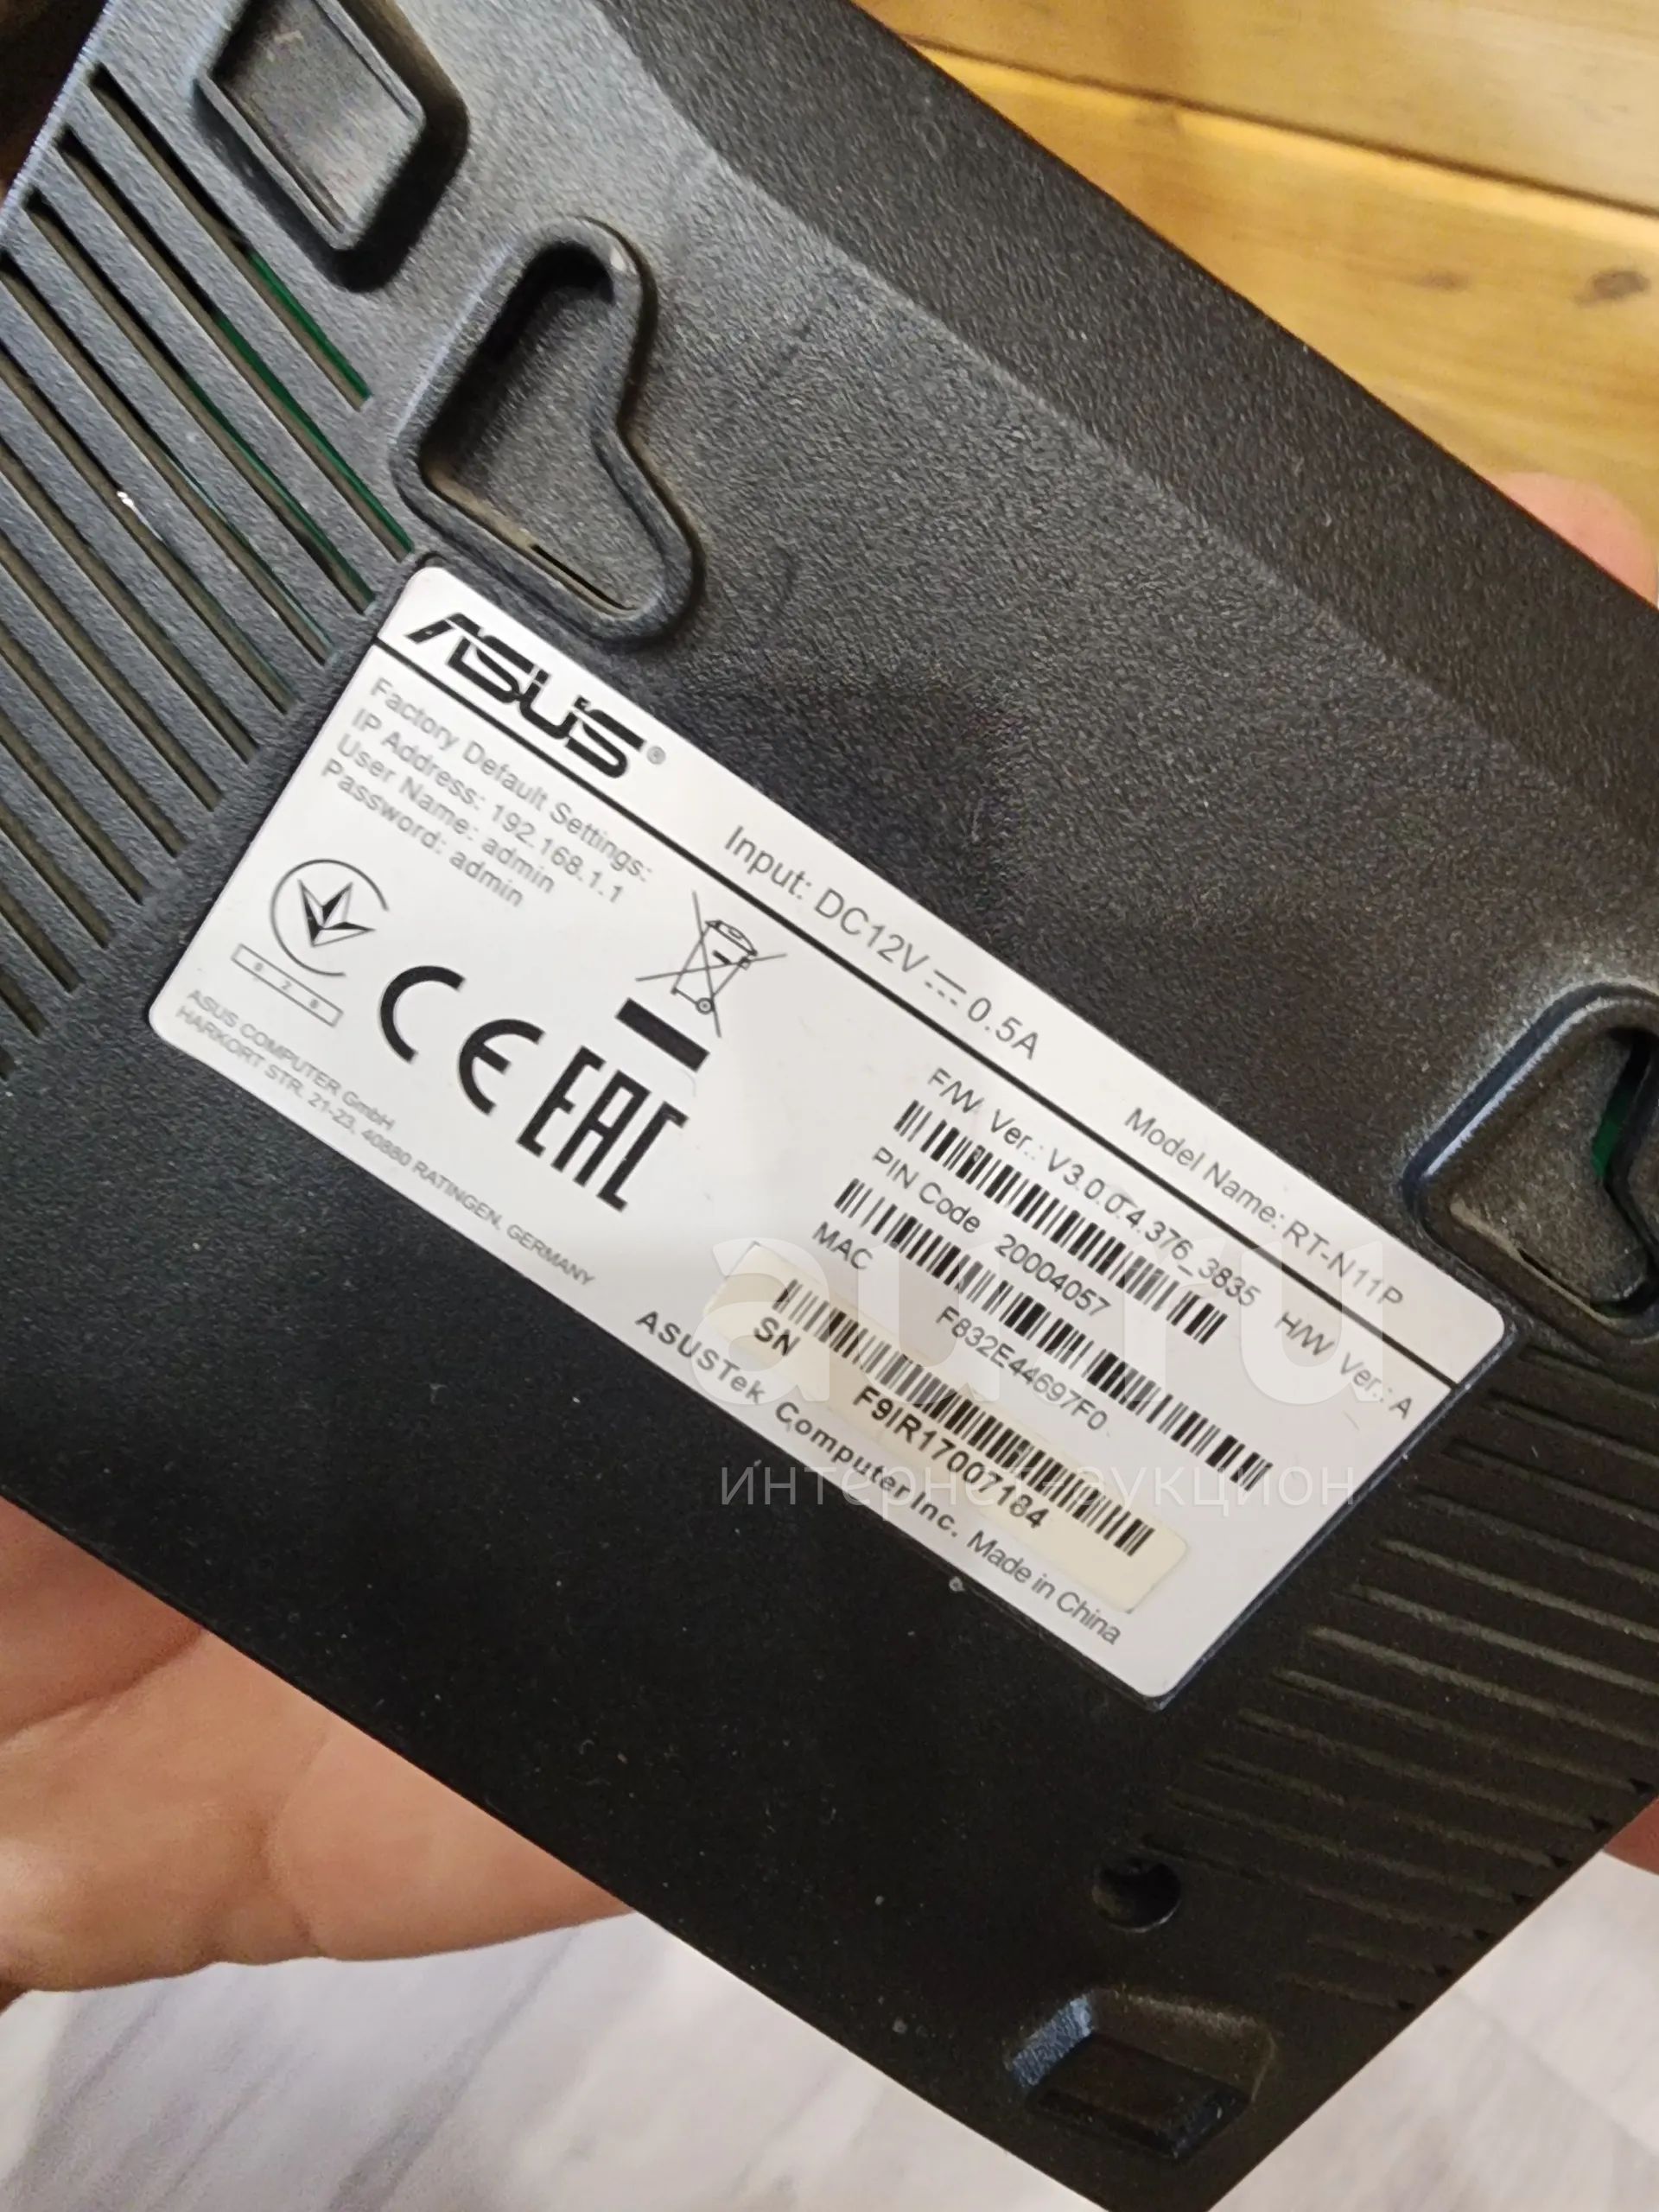 ASUS®
Input: DC12V 0.5A
Model Name: RT-N11P
Factory Default Settings:
IP Address: 192.168.1.1
User Name: admin
Password: admin
F/W Ver.: V3.0.0.4.376_3835 H/W Ver.: A
PIN Code 20004057
MAC F832E44697F0
SN F9IR17007184
CE EAC
ASUS COMPUTER GmbH
HARKORT STR. 21-23, 40880 RATINGEN, GERMANY
ASUSTek Computer Inc. Made in China
au.ru
интернет-аукцион